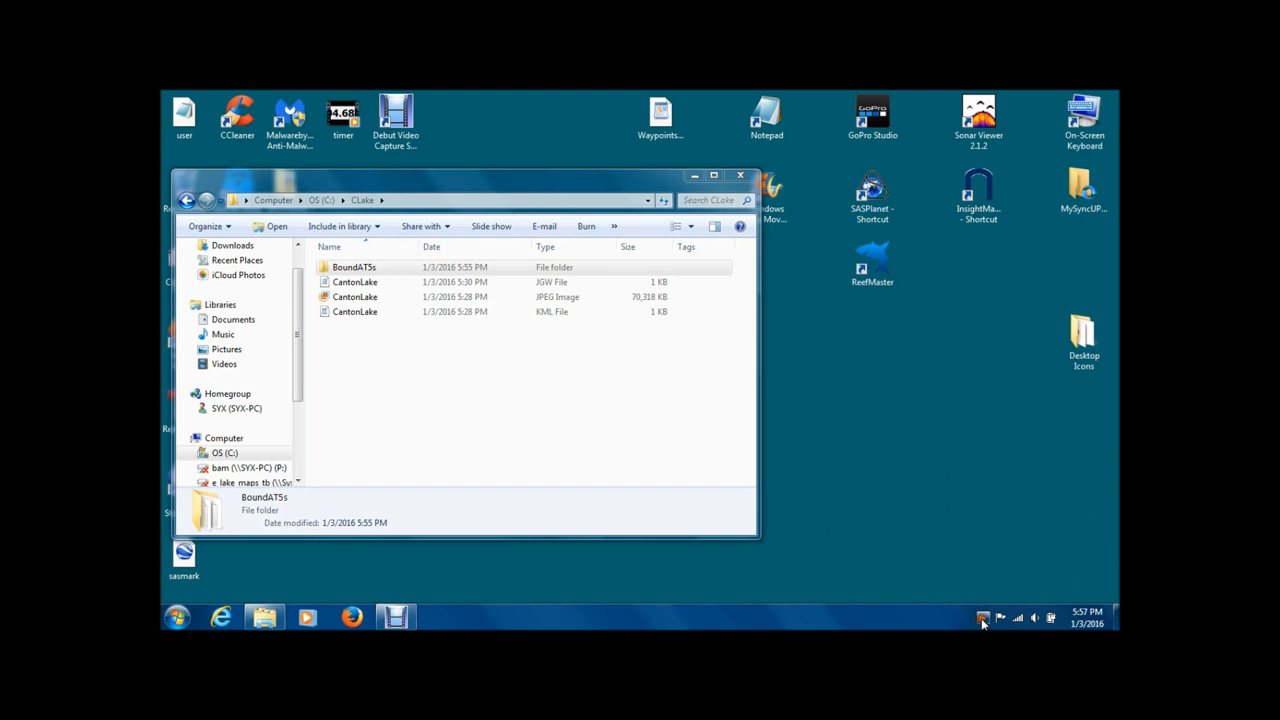 user
CCleaner
Malwareby...
Anti-Malw...
04.68
timer
Debut Video
Capture S...
Waypoints...
Notepad
GoPro
GoPro Studio
Sonar Viewer
2.1.2
On-Screen
Keyboard
Mov...
SASPlanet -
Shortcut
InsightMa...
- Shortcut
MySyncUP...
ReefMaster
Desktop
Icons
Computer
OS (C:)
CLake
Search CLake
Organize
Open
Include in library
Share with
Slide show
E-mail
Burn
»
Name
Date
Type
Size
Tags
BoundAT5s 1/3/2016 5:55 PM File folder
CantonLake 1/3/2016 5:30 PM JGW File 1 KB
CantonLake 1/3/2016 5:28 PM JPEG Image 70,318 KB
CantonLake 1/3/2016 5:28 PM KML File 1 KB
Downloads
Recent Places
iCloud Photos
Libraries
Documents
Music
Pictures
Videos
Homegroup
SYX (SYX-PC)
Computer
OS (C:)
bam (\\SYX-PC) (P:)
e lake maps tb (\\Sy
BoundAT5s
File folder
Date modified: 1/3/2016 5:55 PM
sasmark
5:57 PM
1/3/2016